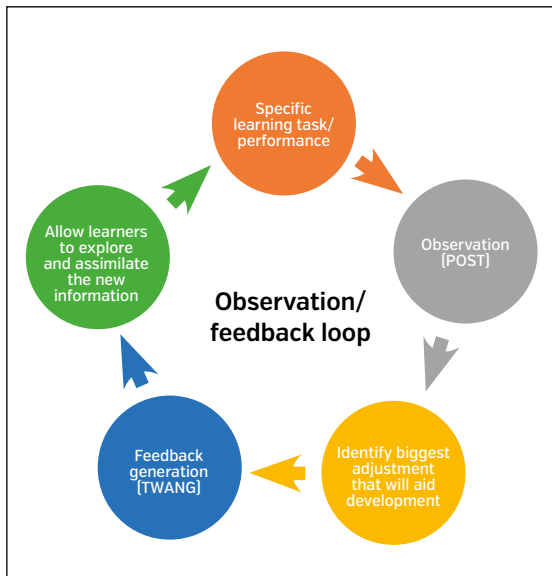 Specific
learning task/
performance
Observation
(POST)
Identify biggest
adjustment
that will aid
development
Feedback
generation
(TWANG)
Allow learners
to explore
and assimilate
the new
information
Observation/
feedback loop